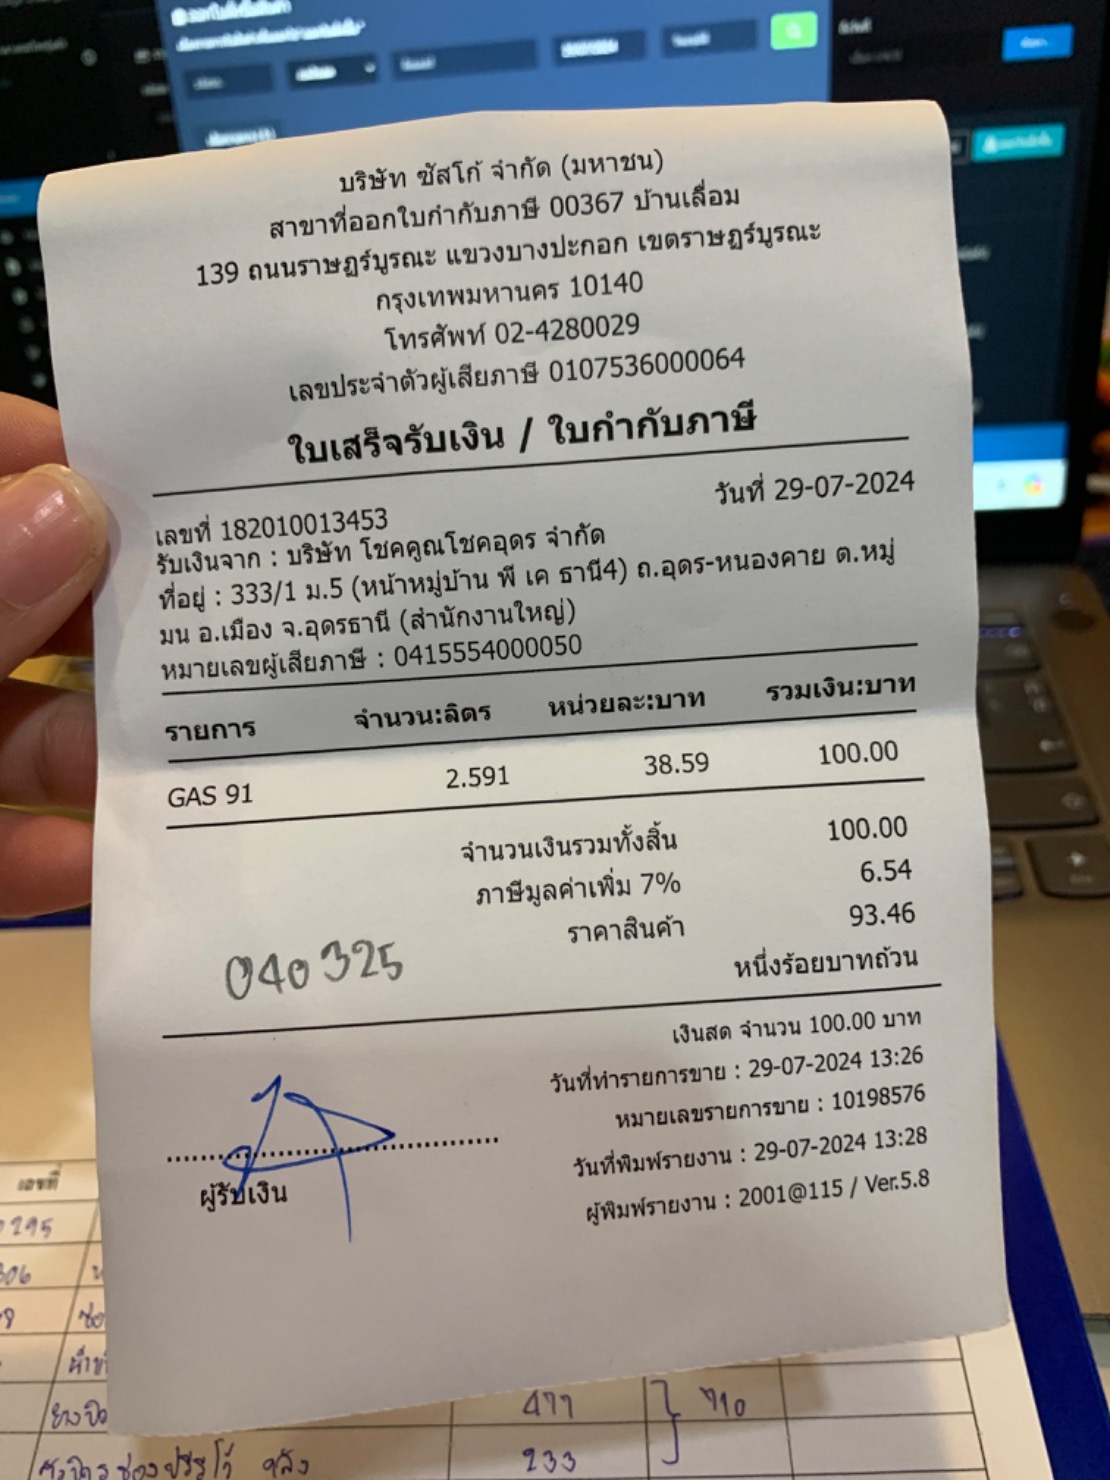 บริษัท ซัสโก้ จำกัด (มหาชน)
สาขาที่ออกใบกำกับภาษี 00367 บ้านเลื่อม
139 ถนนราษฎร์บูรณะ แขวงบางปะกอก เขตราษฎร์บูรณะ
กรุงเทพมหานคร 10140
โทรศัพท์ 02-4280029
เลขประจำตัวผู้เสียภาษี 0107536000064
ใบเสร็จรับเงิน / ใบกำกับภาษี
เลขที่ 182010013453 วันที่ 29-07-2024
รับเงินจาก : บริษัท โชคคูณโชคอุดร จำกัด
ที่อยู่ : 333/1 ม.5 (หน้าหมู่บ้าน พี เค ธานี4) ถ.อุดร-หนองคาย ต.หมู่
มน อ.เมือง จ.อุดรธานี (สำนักงานใหญ่)
หมายเลขผู้เสียภาษี : 0415554000050
รายการ จำนวน:ลิตร หน่วยละ:บาท รวมเงิน:บาท
GAS 91 2.591 38.59 100.00
จำนวนเงินรวมทั้งสิ้น 100.00
ภาษีมูลค่าเพิ่ม 7% 6.54
ราคาสินค้า 93.46
หนึ่งร้อยบาทถ้วน
040325
เงินสด จำนวน 100.00 บาท
วันที่ทำรายการขาย : 29-07-2024 13:26
หมายเลขรายการขาย : 10198576
วันที่พิมพ์รายงาน : 29-07-2024 13:28
ผู้พิมพ์รายงาน : 2001@115 / Ver.5.8
ผู้รับเงิน
เลขที่
295
306
477 710
233